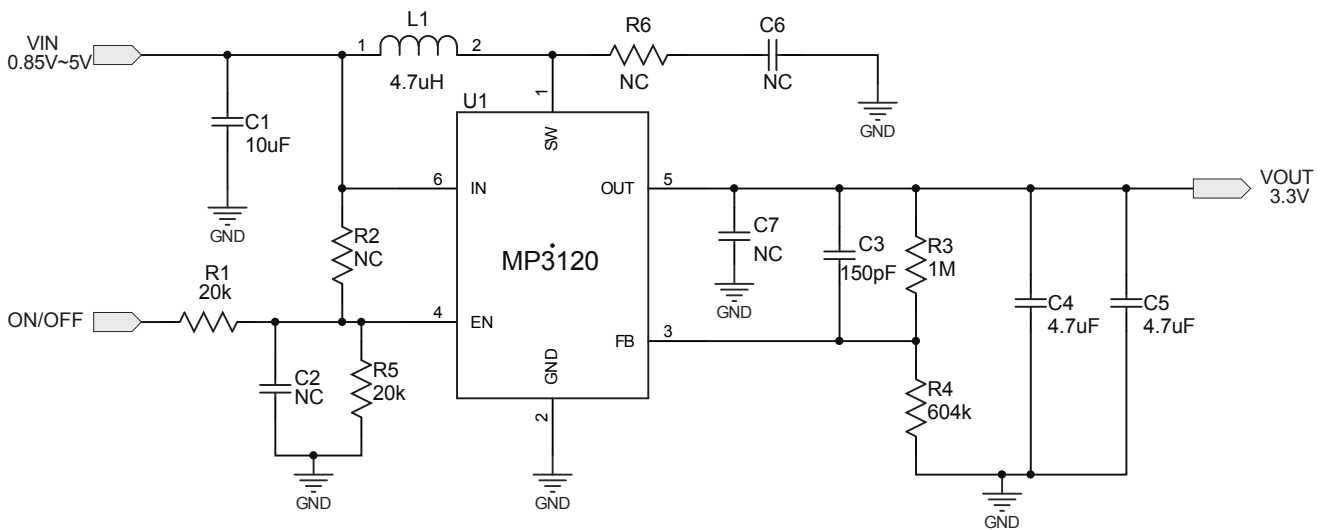 VIN
0.85V~5V
L1
1
2
4.7uH
R6
NC
C6
NC
GND
C1
10uF
GND
U1
1
SW
6
IN
OUT
5
VOUT
3.3V
R2
NC
MP3120
C7
NC
GND
C3
150pF
R3
1M
R1
20k
ON/OFF
4
EN
FB
3
C4
4.7uF
C5
4.7uF
C2
NC
R5
20k
GND
2
R4
604k
GND
GND
GND